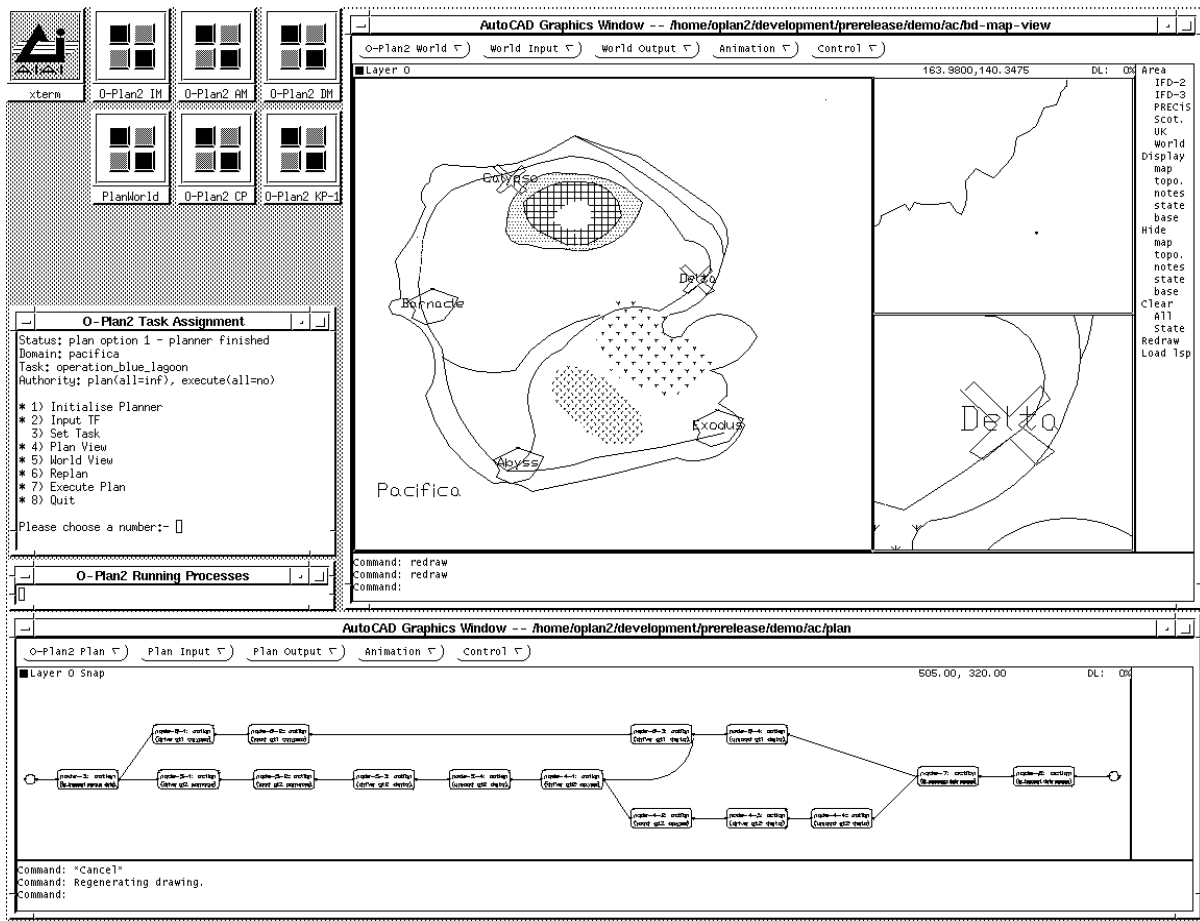 xterm
O-Plan2 IM
O-Plan2 AM
O-Plan2 DM
PlanWorld
O-Plan2 CP
O-Plan2 KP-1
O-Plan2 Task Assignment
Status: plan option 1 - planner finished
Domain: pacifica
Task: operation_blue_lagoon
Authority: plan(all=inf), execute(all=no)
* 1) Initialise Planner
* 2) Input TF
3) Set Task
* 4) Plan View
* 5) World View
* 6) Replan
* 7) Execute Plan
* 8) Quit
Please choose a number:-
O-Plan2 Running Processes
AutoCAD Graphics Window -- /home/oplan2/development/prerelease/demo/ac/bd-map-view
O-Plan2 World World Input World Output Animation Control
Layer 0 163.9800,140.3475 DL: 0%
Calypso
Delta
Barnacle
Exodus
Abyss
Pacifica
Delta
Area
IFD-2
IFD-3
PRECiS
Scot.
UK
World
Display
map
topo.
notes
state
base
Hide
map
topo.
notes
state
base
Clear
All
State
Redraw
Load lsp
Command: redraw
Command: redraw
Command:
AutoCAD Graphics Window -- /home/oplan2/development/prerelease/demo/ac/plan
O-Plan2 Plan Plan Input Plan Output Animation Control
Layer 0 Snap 505.00, 320.00 DL: 0%
Command: *Cancel*
Command: Regenerating drawing.
Command: